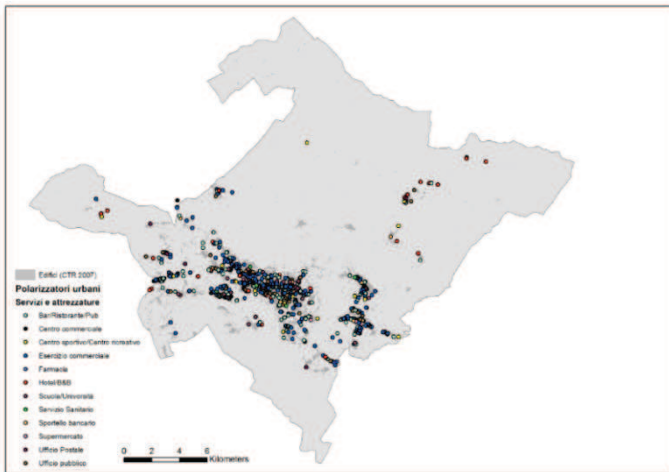 Edifici (CTR 2007)
Polarizzatori urbani
Servizi e attrezzature
Bar/Ristorante/Pub
Centro commerciale
Centro sportivo/Centro ricreativo
Esercizio commerciale
Farmacia
Hotel/B&B
Scuola/Università
Servizio Sanitario
Sportello bancario
Supermercato
Ufficio Postale
Ufficio pubblico
0 2 4 6
Kilometers